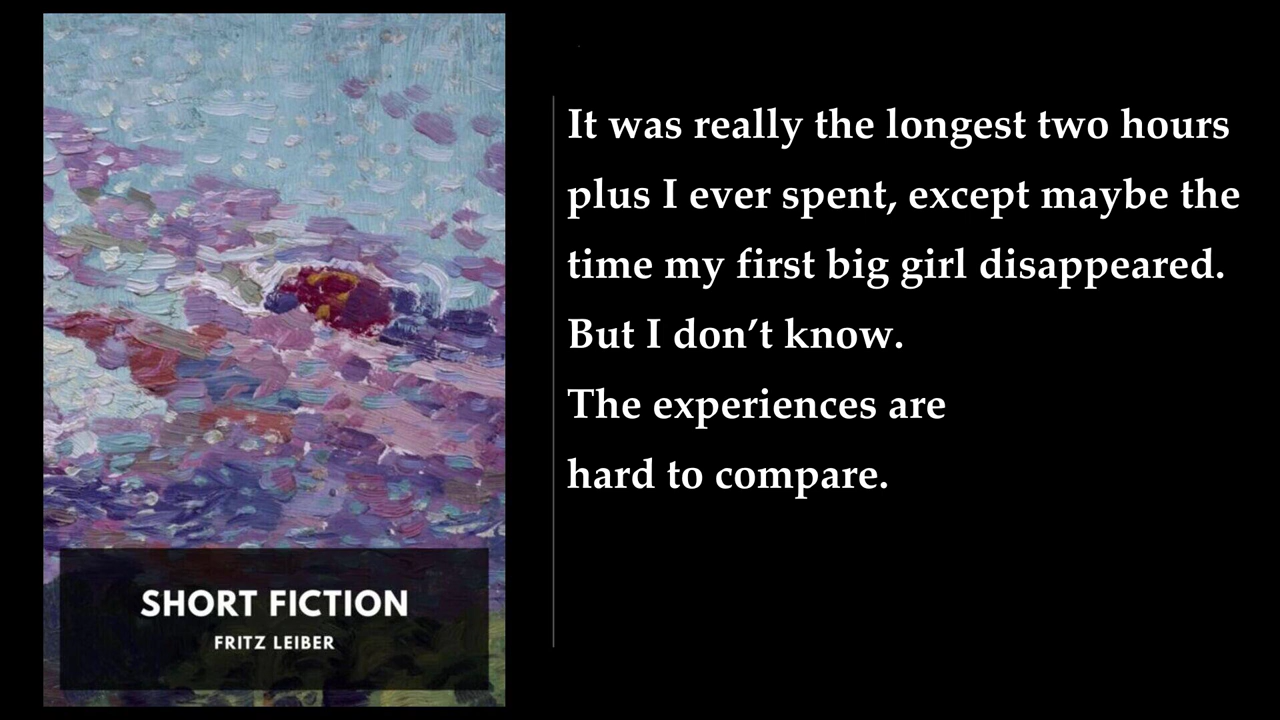 It was really the longest two hours
plus I ever spent, except maybe the
time my first big girl disappeared.
But I don’t know.
The experiences are
hard to compare.
SHORT FICTION
FRITZ LEIBER